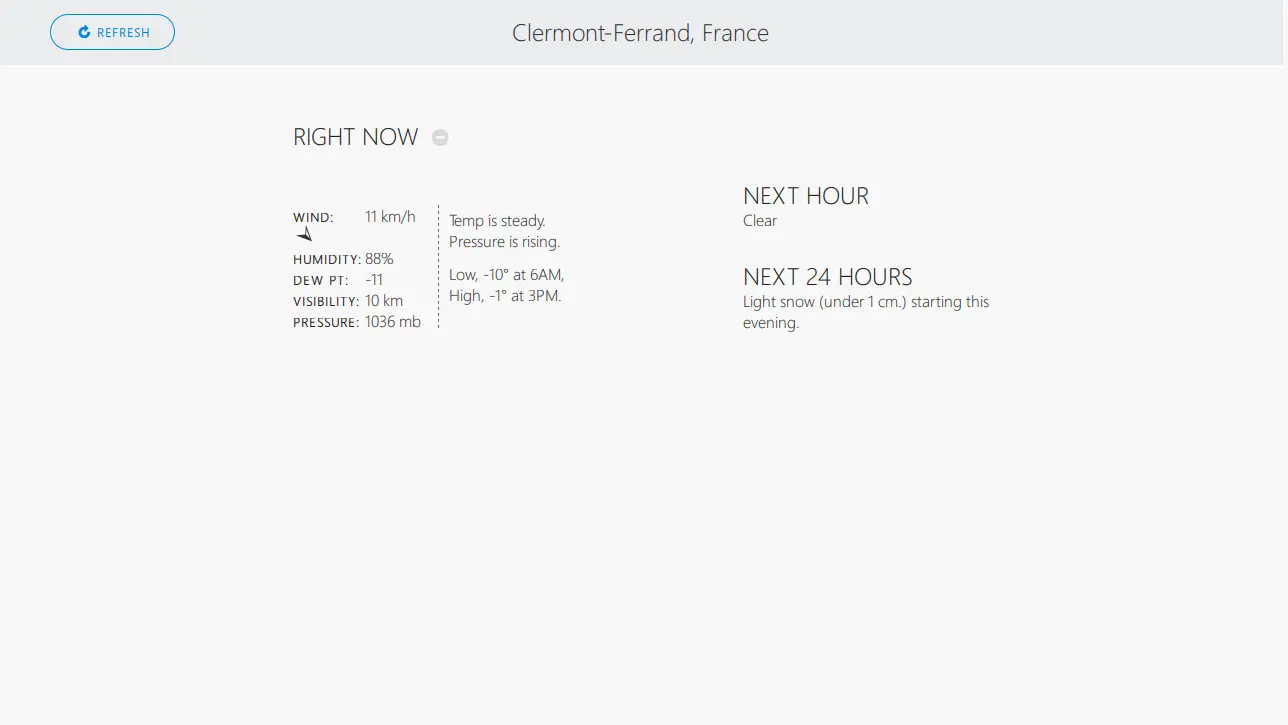 REFRESH
Clermont-Ferrand, France
RIGHT NOW
WIND: 11 km/h
HUMIDITY: 88%
DEW PT: -11
VISIBILITY: 10 km
PRESSURE: 1036 mb
Temp is steady.
Pressure is rising.
Low, -10° at 6AM,
High, -1° at 3PM.
NEXT HOUR
Clear
NEXT 24 HOURS
Light snow (under 1 cm.) starting this
evening.